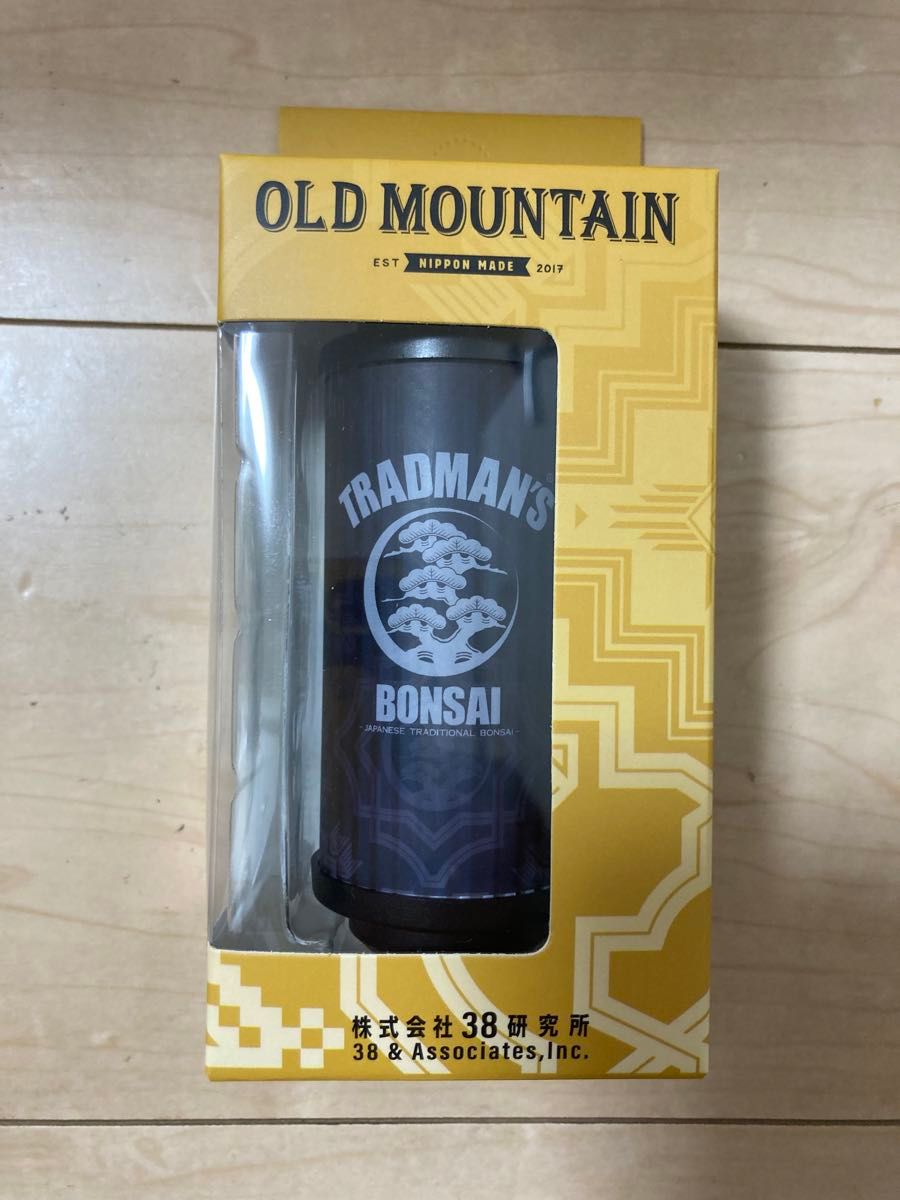 OLD MOUNTAIN
EST NIPPON MADE 2017
TRADMAN'S
BONSAI
-JAPANESE TRADITIONAL BONSAI-
株式会社38研究所
38 & Associates,Inc.